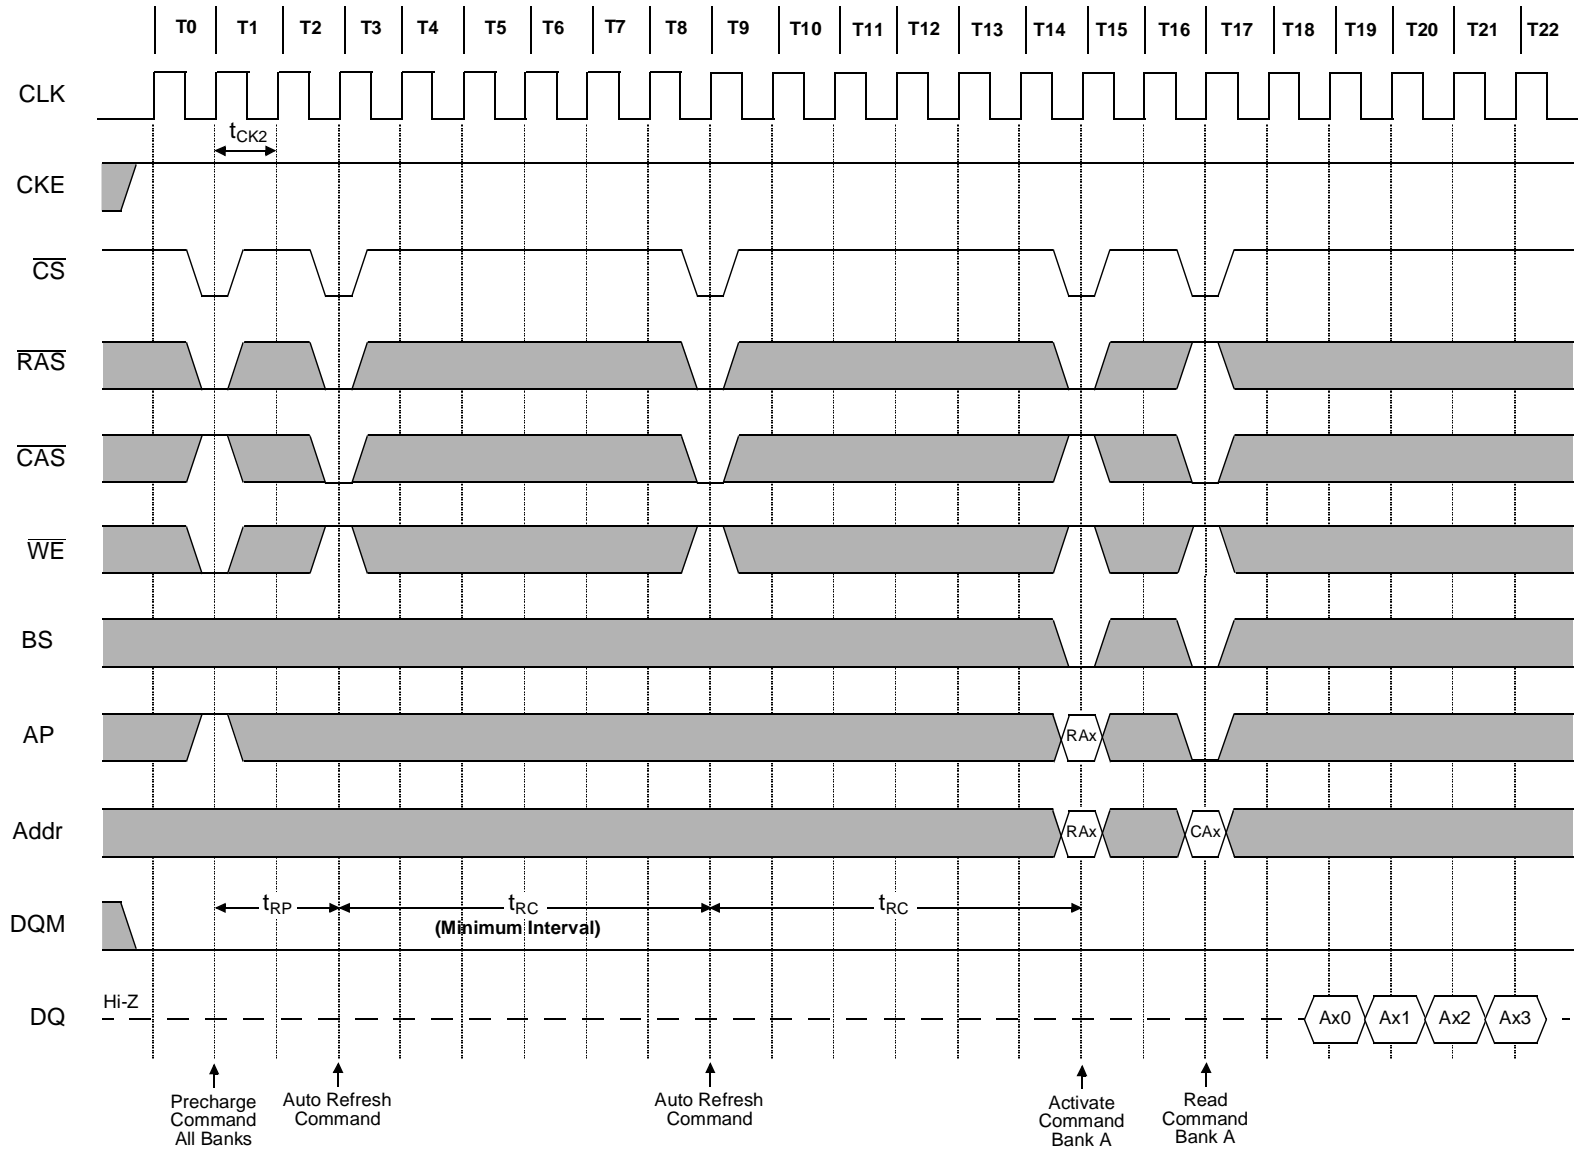 T0 T1 T2 T3 T4 T5 T6 T7 T8 T9 T10 T11 T12 T13 T14 T15 T16 T17 T18 T19 T20 T21 T22
CLK
tCK2
CKE
CS
RAS
CAS
WE
BS
AP
RAx
Addr
RAx CAx
tRP tRC tRC
DQM
(Minimum Interval)
Hi-Z
DQ
Ax0 Ax1 Ax2 Ax3
Precharge
Command
All Banks
Auto Refresh
Command
Auto Refresh
Command
Activate
Command
Bank A
Read
Command
Bank A